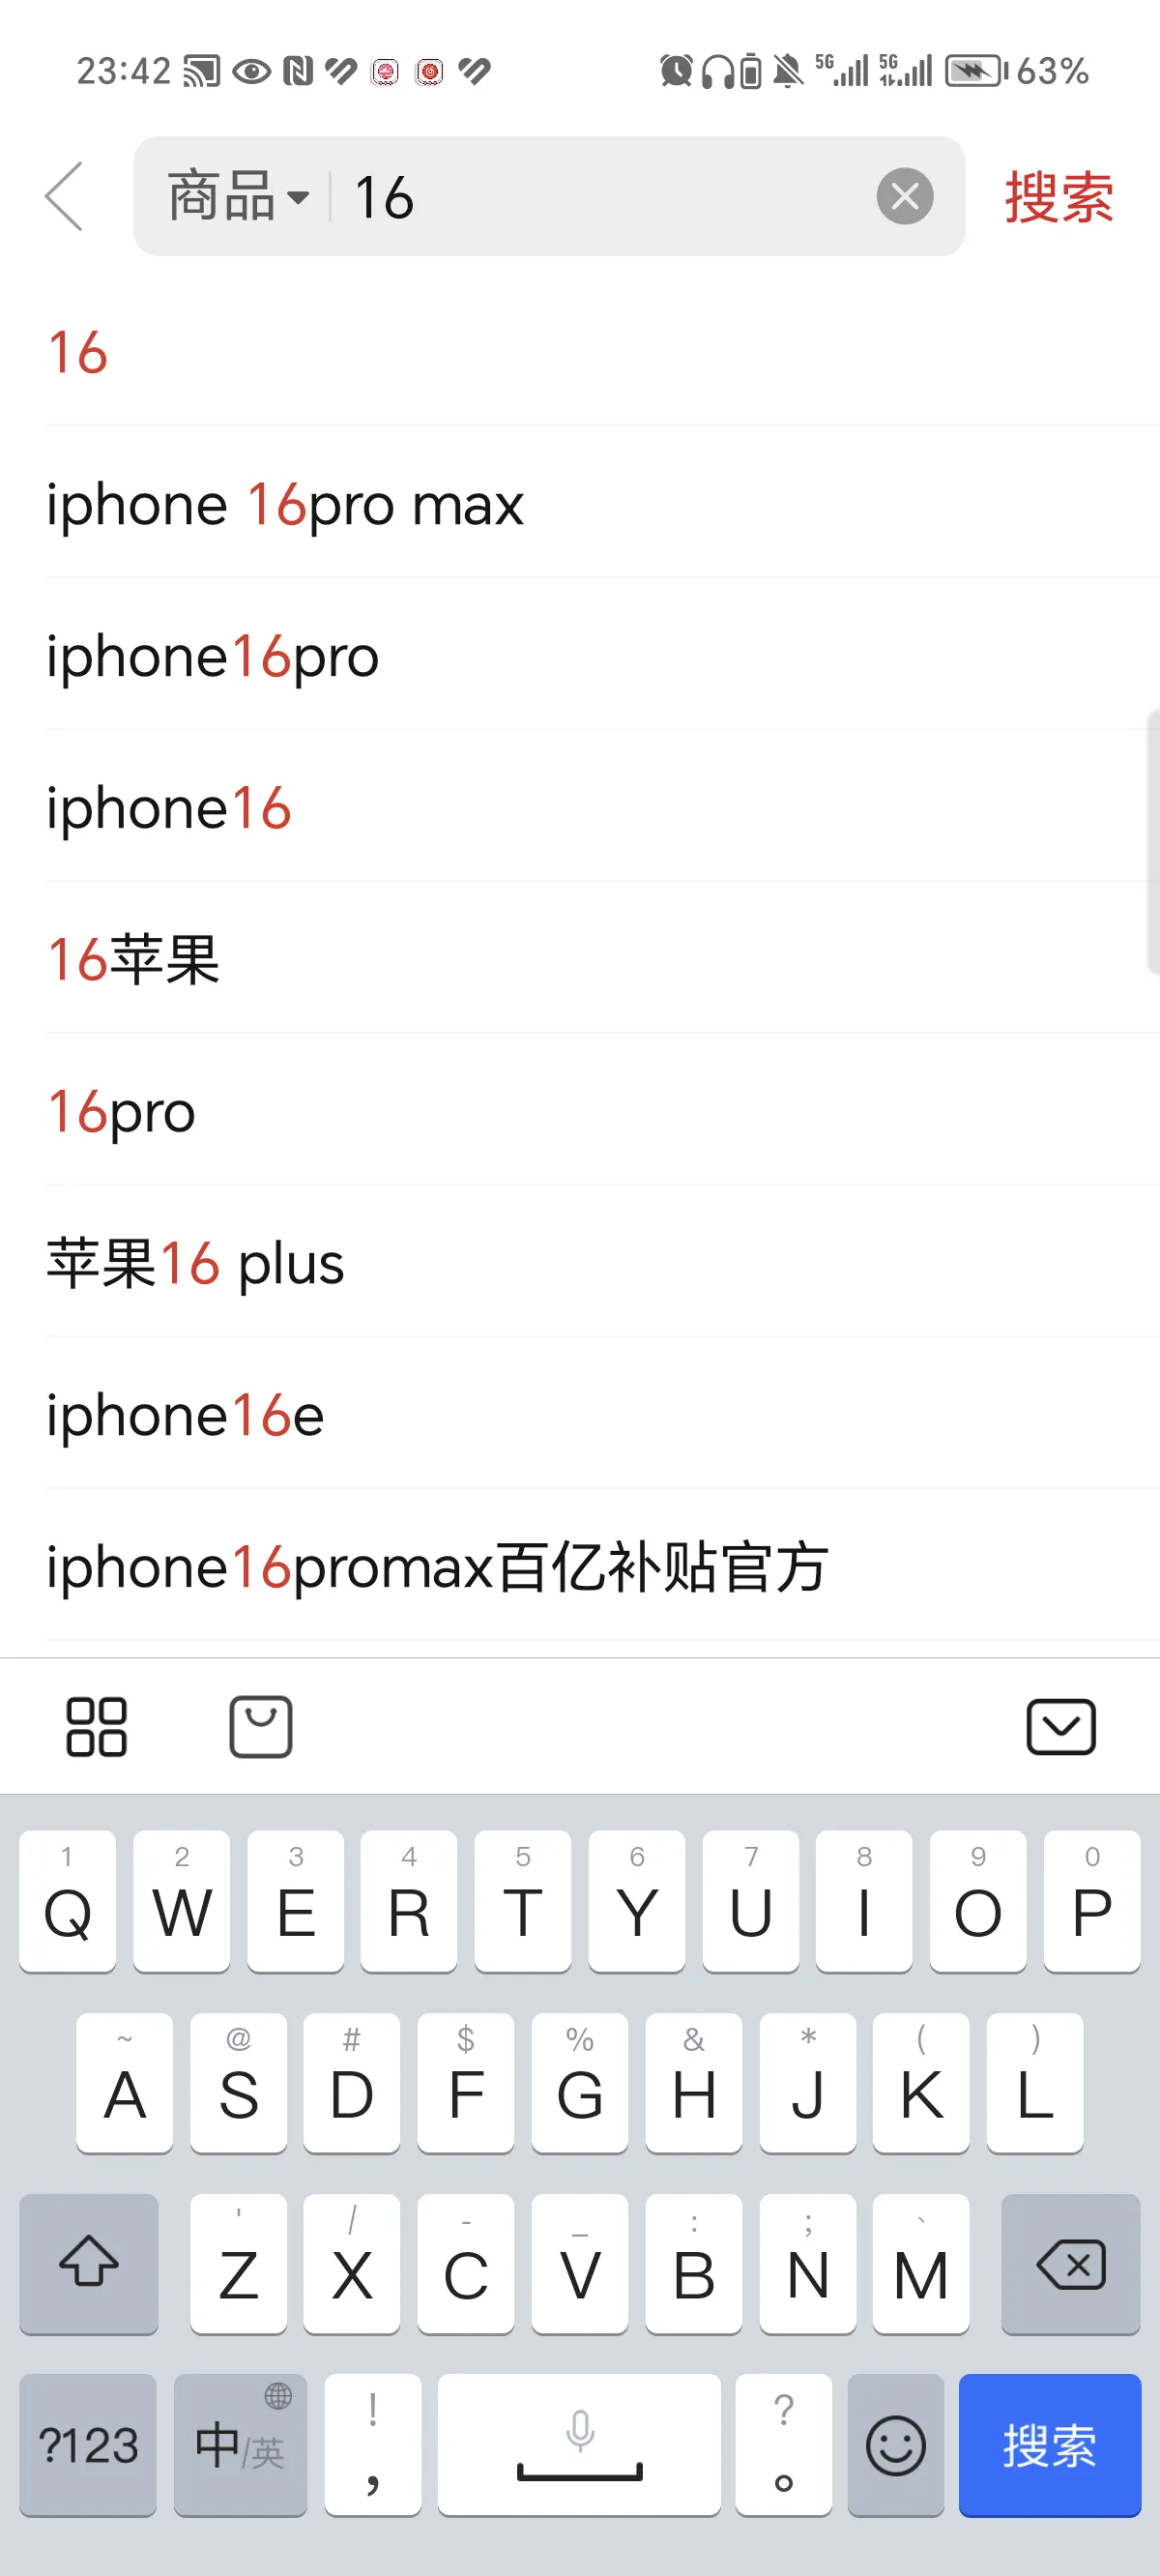 23:42 5G 5G 63%
商品 16 搜索
16
iphone 16pro max
iphone16pro
iphone16
16苹果
16pro
苹果16 plus
iphone16e
iphone16promax百亿补贴官方
1 2 3 4 5 6 7 8 9 0
Q W E R T Y U I O P
~ @ # $ % & * ( )
A S D F G H J K L
' / - _ : ; `
Z X C V B N M
?123 中/英 ! , ? 。 搜索